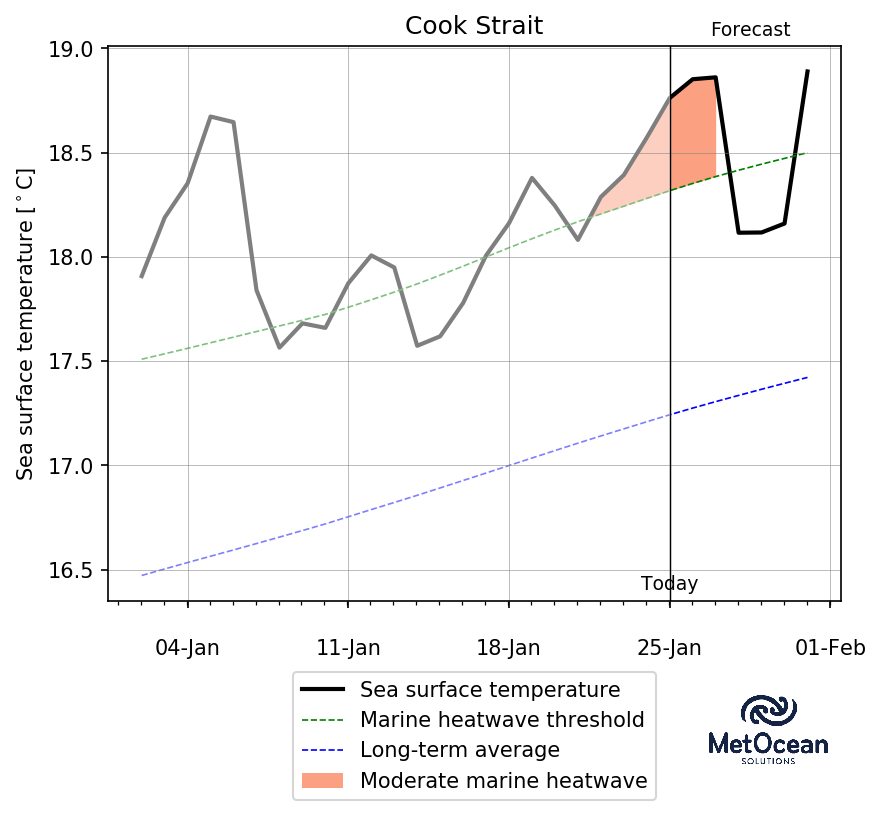 Cook Strait
Forecast
Sea surface temperature [°C]
19.0
18.5
18.0
17.5
17.0
16.5
Today
04-Jan 11-Jan 18-Jan 25-Jan 01-Feb
Sea surface temperature
Marine heatwave threshold
Long-term average
Moderate marine heatwave
MetOcean
SOLUTIONS